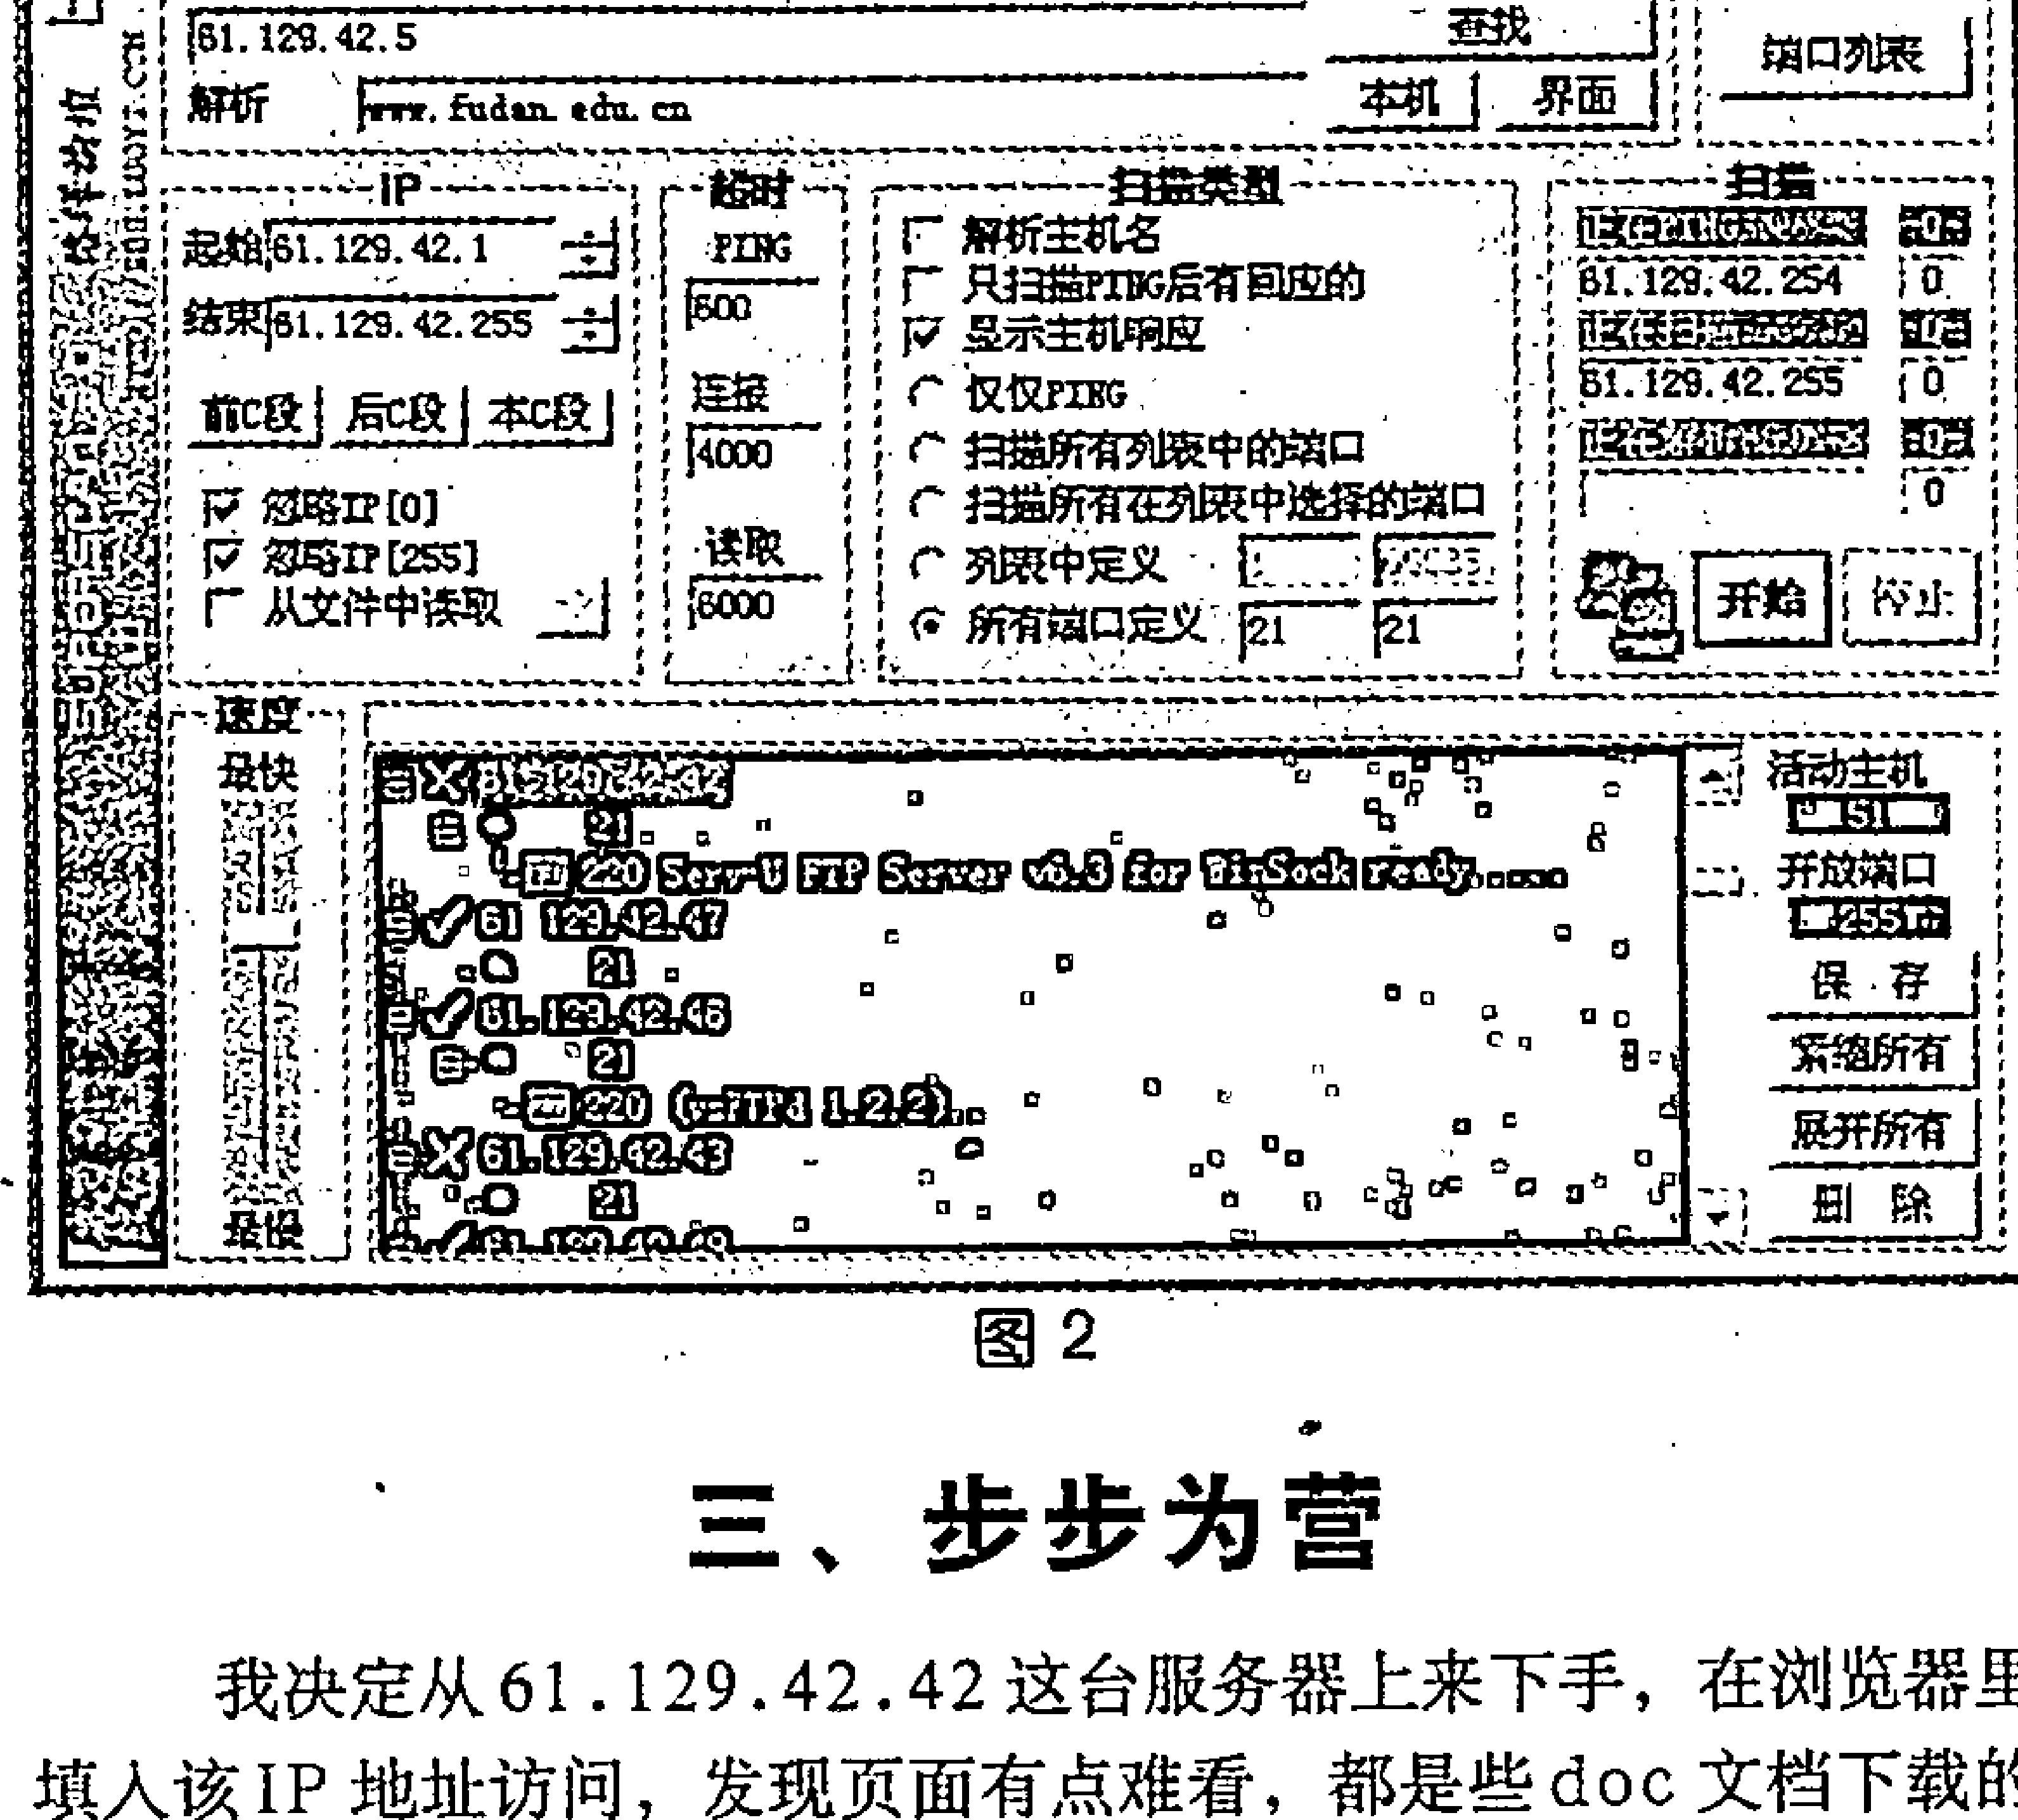 61.129.42.5
查找
端口列表
解析 www.fudan.edu.cn 本机 界面
IP
起始 61.129.42.1
结束 61.129.42.255
前C段 后C段 本C段
忽略IP[0]
忽略IP[255]
从文件中读取
超时
PING
连接
4000
读取
6000
扫描类型
解析主机名
只扫描PING后有回应的
显示主机响应
仅仅PING
扫描所有列表中的端口
扫描所有在列表中选择的端口
列表中定义
所有端口定义 21 21
扫描
61.129.42.254 0
61.129.42.255 0
0
开始 停止
速度
最快
最慢
21
220 Serv-U FTP Server v6.3 for WinSock ready.....
61.129.42.47
21
61.129.42.46
21
220 (vsFTPd 1.2.2)..
61.129.42.43
21
活动主机
51
开放端口
保 存
紧缩所有
展开所有
删 除
图 2
三、步步为营
我决定从61.129.42.42这台服务器上来下手，在浏览器里
填入该IP地址访问，发现页面有点难看，都是些doc文档下载的